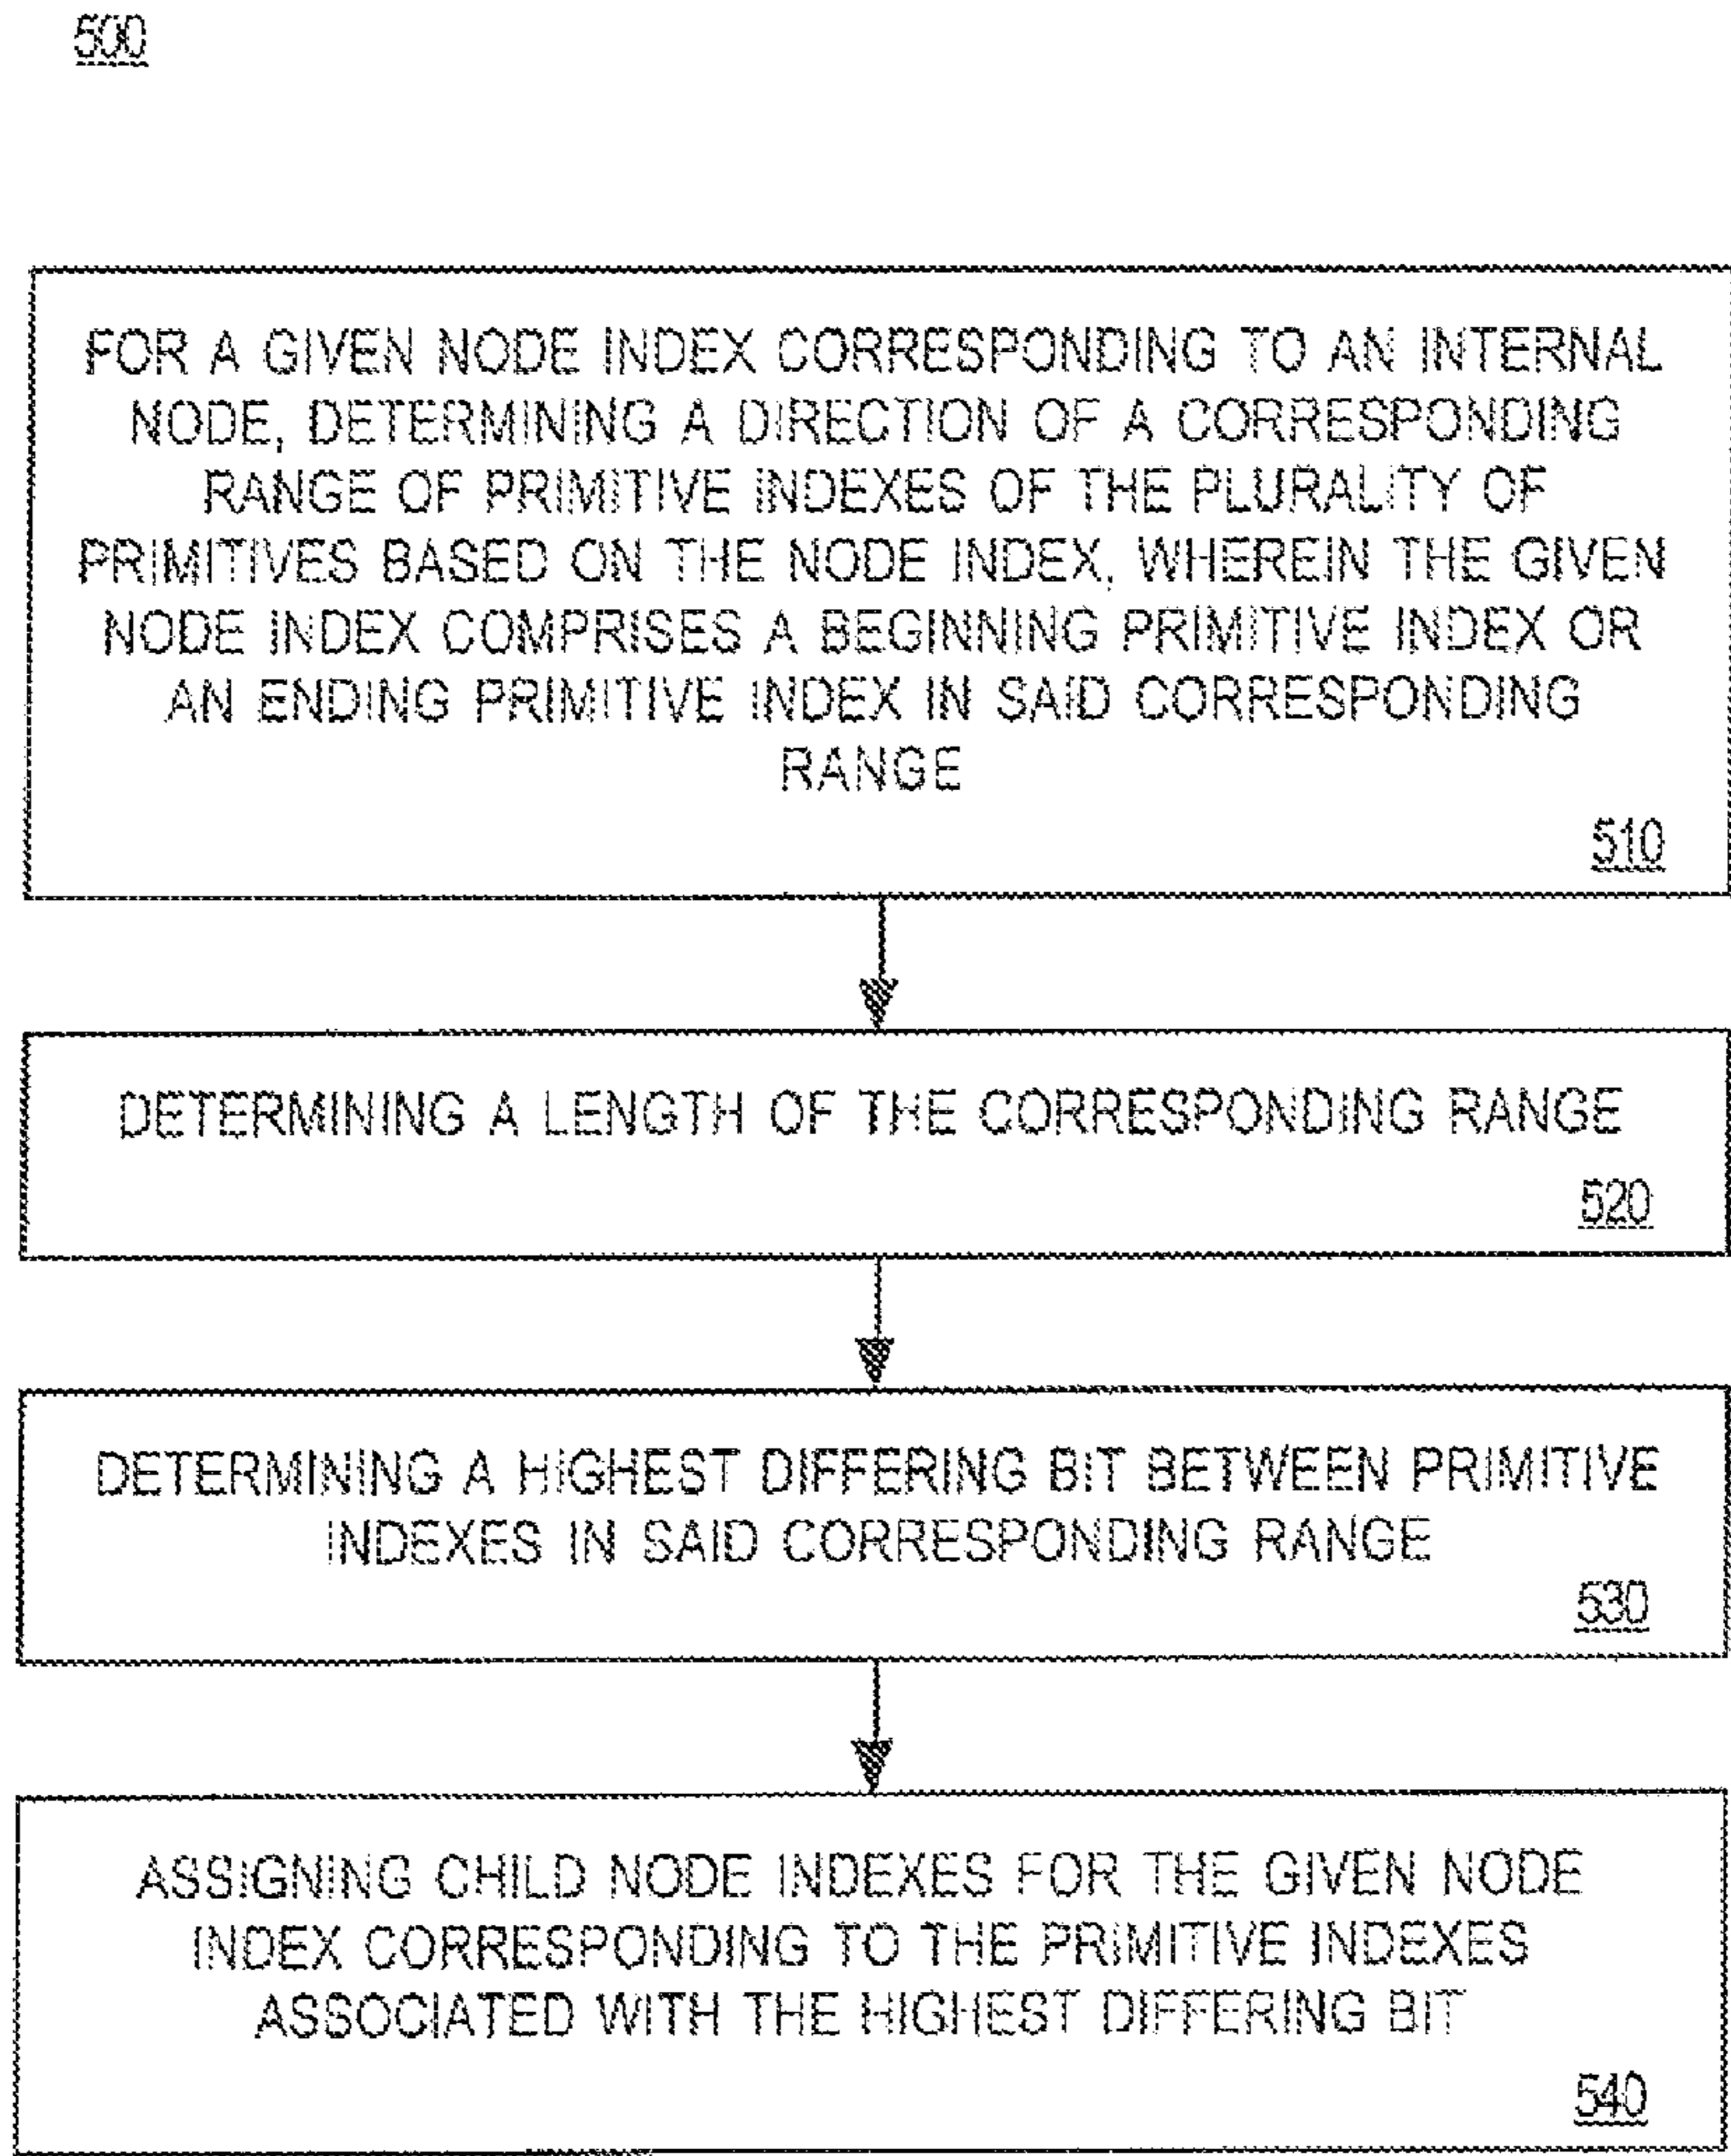 500
FOR A GIVEN NODE INDEX CORRESPONDING TO AN INTERNAL
NODE, DETERMINING A DIRECTION OF A CORRESPONDING
RANGE OF PRIMITIVE INDEXES OF THE PLURALITY OF
PRIMITIVES BASED ON THE NODE INDEX, WHEREIN THE GIVEN
NODE INDEX COMPRISES A BEGINNING PRIMITIVE INDEX OR
AN ENDING PRIMITIVE INDEX IN SAID CORRESPONDING
RANGE
510
DETERMINING A LENGTH OF THE CORRESPONDING RANGE
520
DETERMINING A HIGHEST DIFFERING BIT BETWEEN PRIMITIVE
INDEXES IN SAID CORRESPONDING RANGE
530
ASSIGNING CHILD NODE INDEXES FOR THE GIVEN NODE
INDEX CORRESPONDING TO THE PRIMITIVE INDEXES
ASSOCIATED WITH THE HIGHEST DIFFERING BIT
540